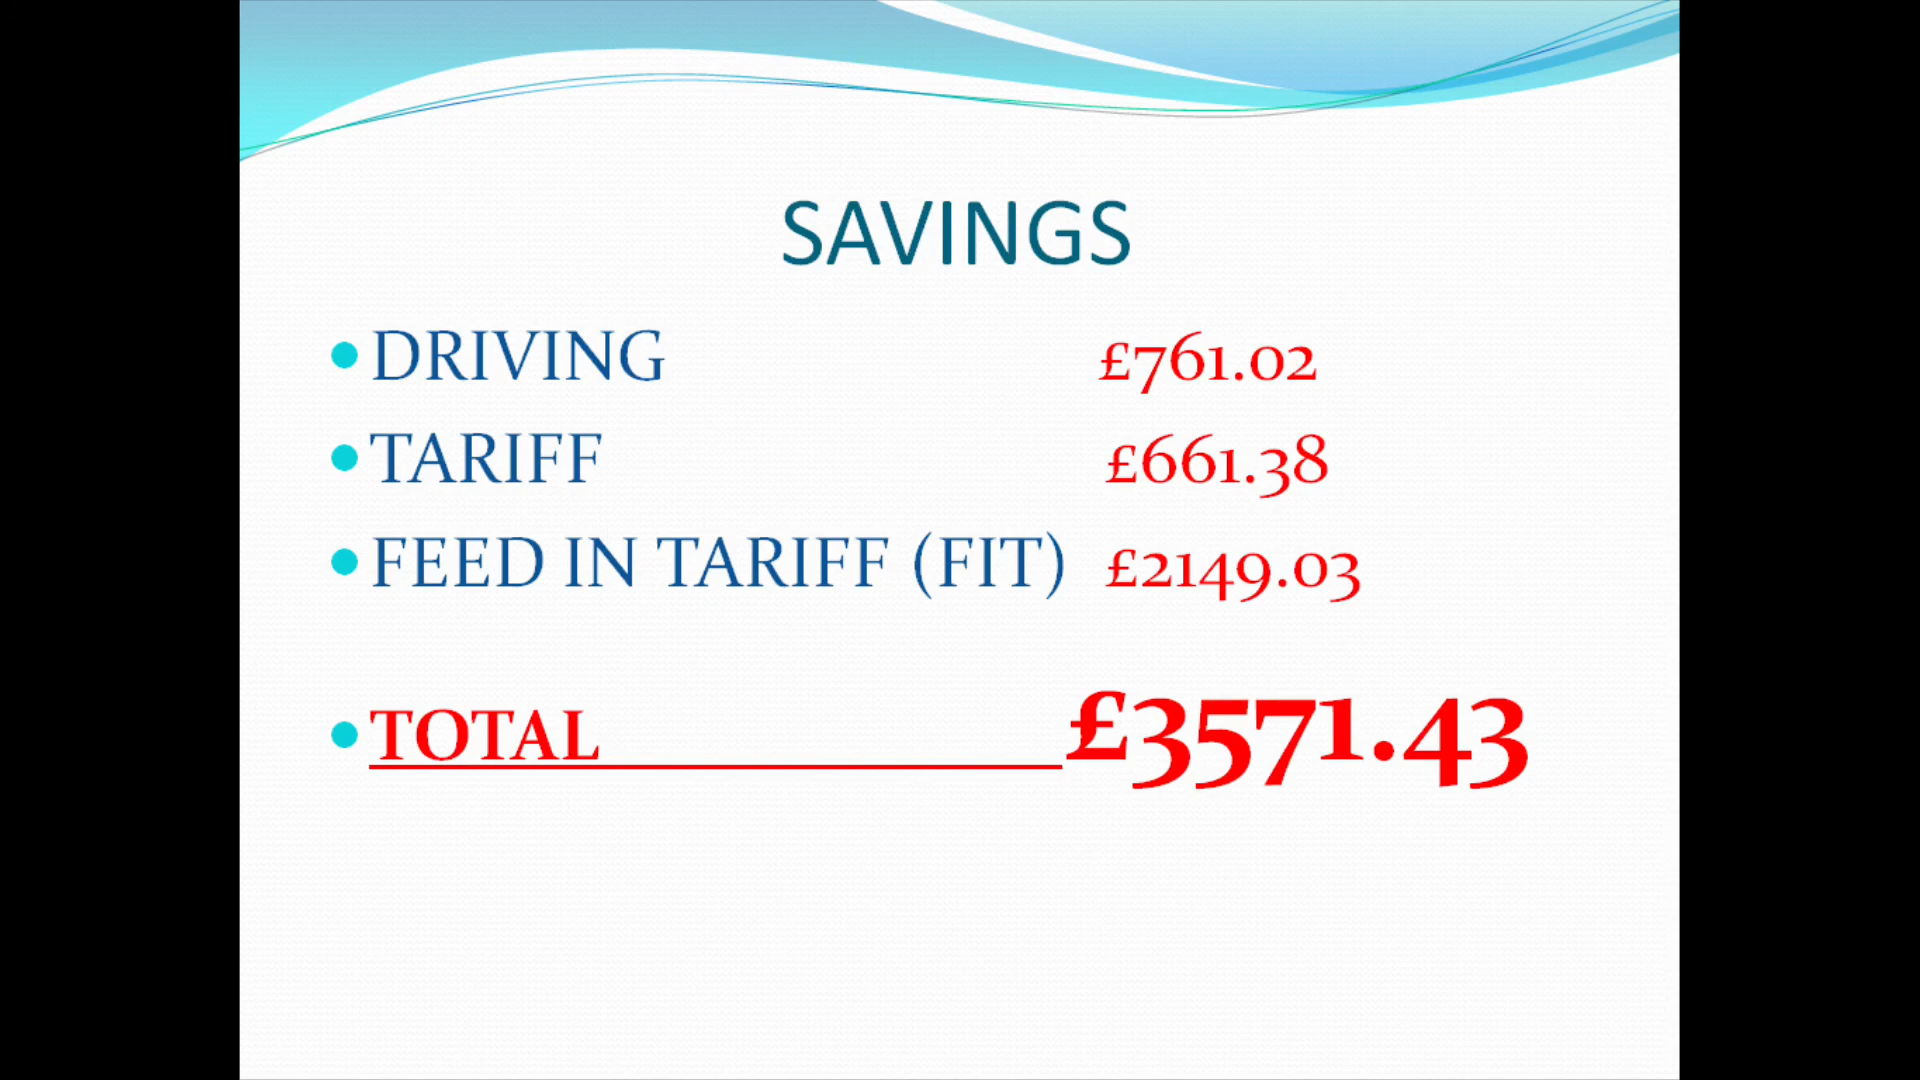 SAVINGS
DRIVING £761.02
TARIFF £661.38
FEED IN TARIFF (FIT) £2149.03
TOTAL £3571.43